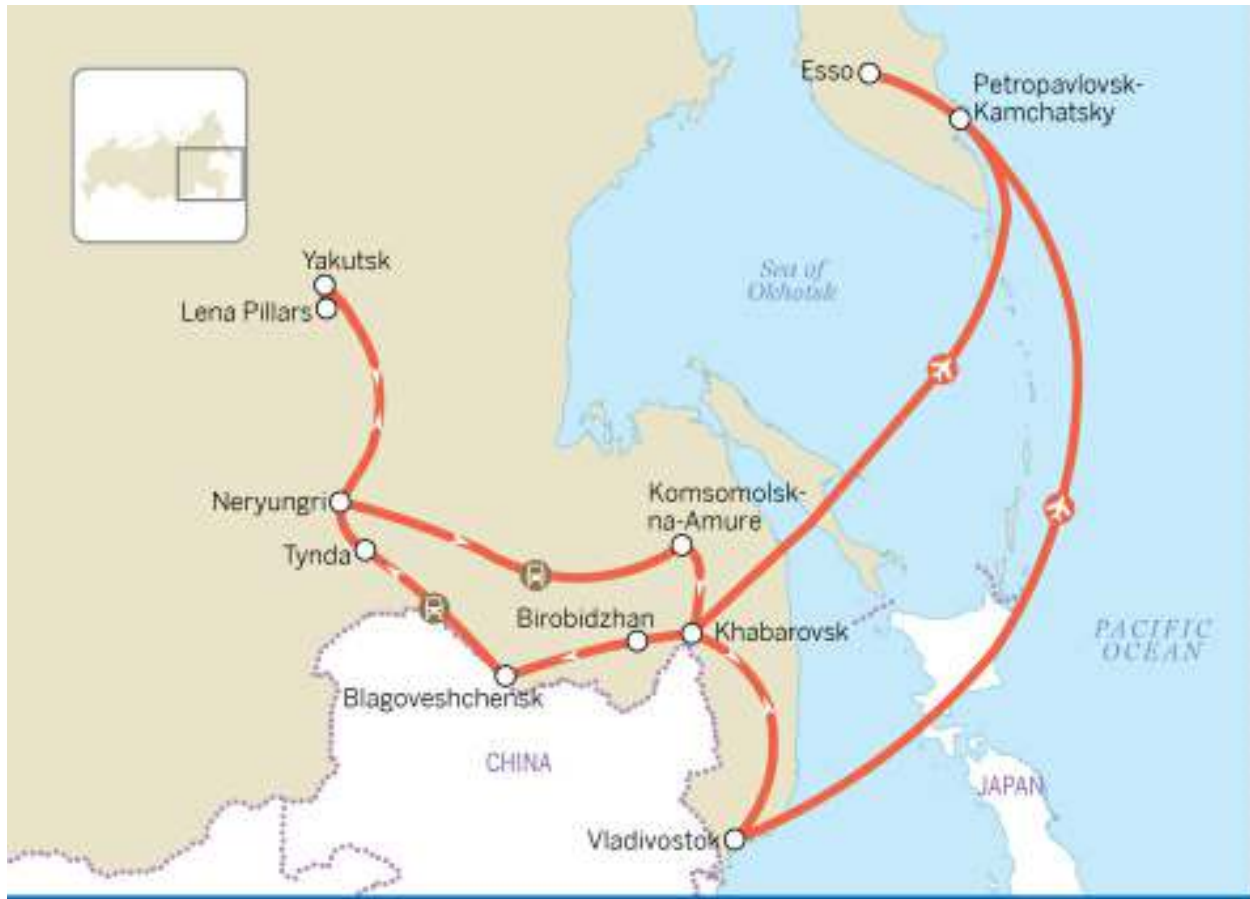 Esso
Petropavlovsk-
Kamchatsky
Yakutsk
Lena Pillars
Sea of
Okhotsk
Neryungri
Komsomolsk-
na-Amure
Tynda
Birobidzhan
Khabarovsk
PACIFIC
OCEAN
Blagoveshchensk
CHINA
JAPAN
Vladivostok